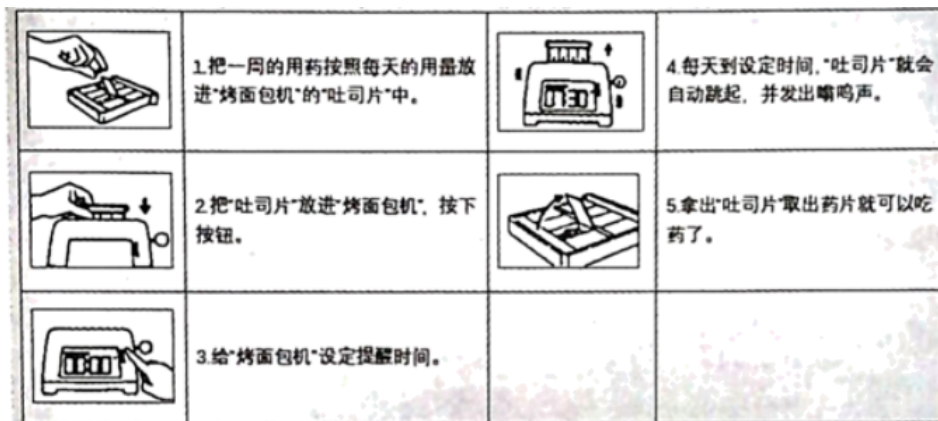 1.把一周的用药按照每天的用量放
进“烤面包机”的“吐司片”中。
2.把“吐司片”放进“烤面包机”，按下
按钮。
3.给“烤面包机”设定提醒时间。
07:30
4.每天到设定时间，“吐司片”就会
自动跳起，并发出嗡鸣声。
5.拿出“吐司片”取出药片就可以吃
药了。